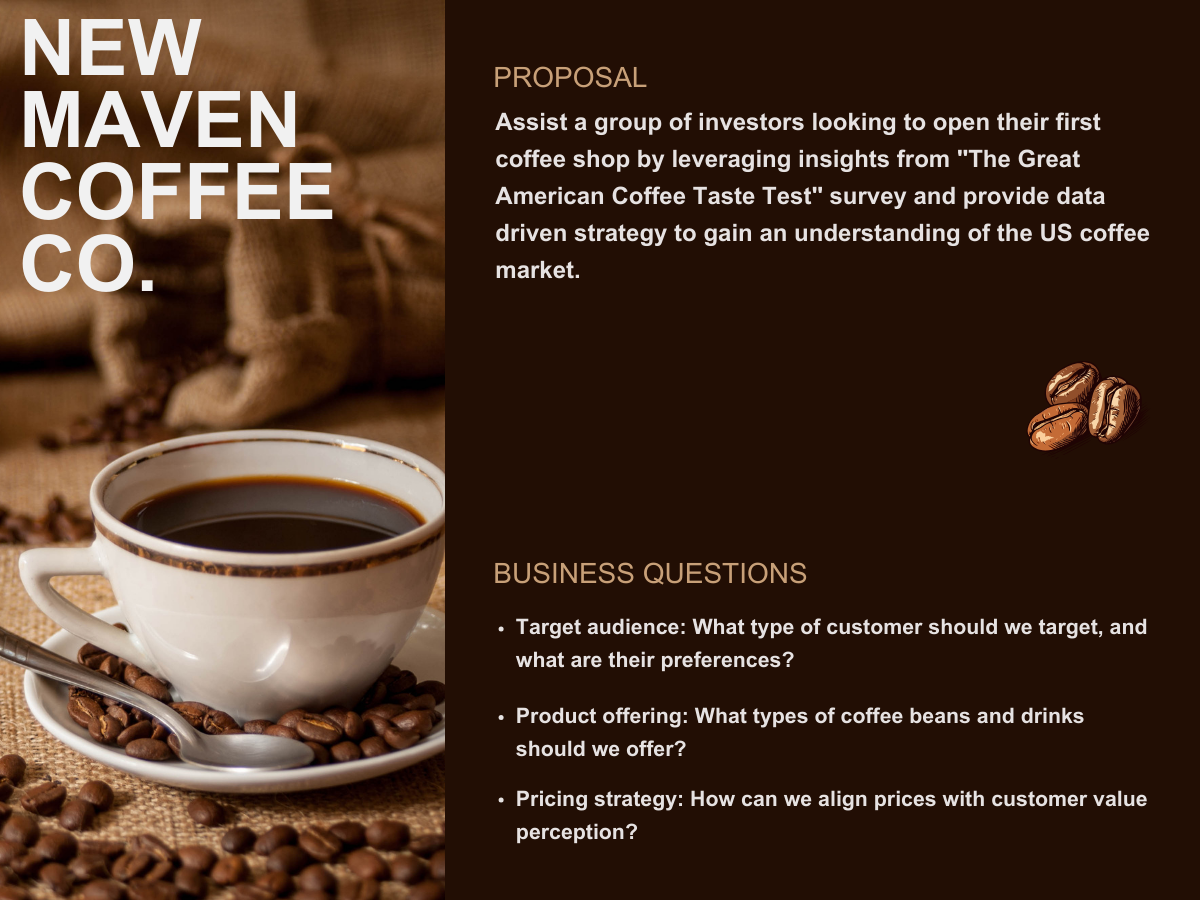 NEW
MAVEN
COFFEE
CO.
PROPOSAL
Assist a group of investors looking to open their first
coffee shop by leveraging insights from "The Great
American Coffee Taste Test" survey and provide data
driven strategy to gain an understanding of the US coffee
market.
BUSINESS QUESTIONS
• Target audience: What type of customer should we target, and
what are their preferences?
• Product offering: What types of coffee beans and drinks
should we offer?
• Pricing strategy: How can we align prices with customer value
perception?